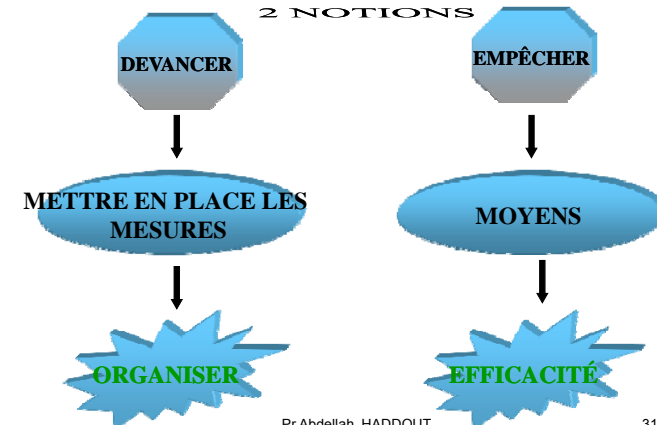 2 NOTIONS
DEVANCER
EMPÊCHER
METTRE EN PLACE LES
MESURES
MOYENS
ORGANISER
EFFICACITÉ
Pr Abdellah HADDOUT
31